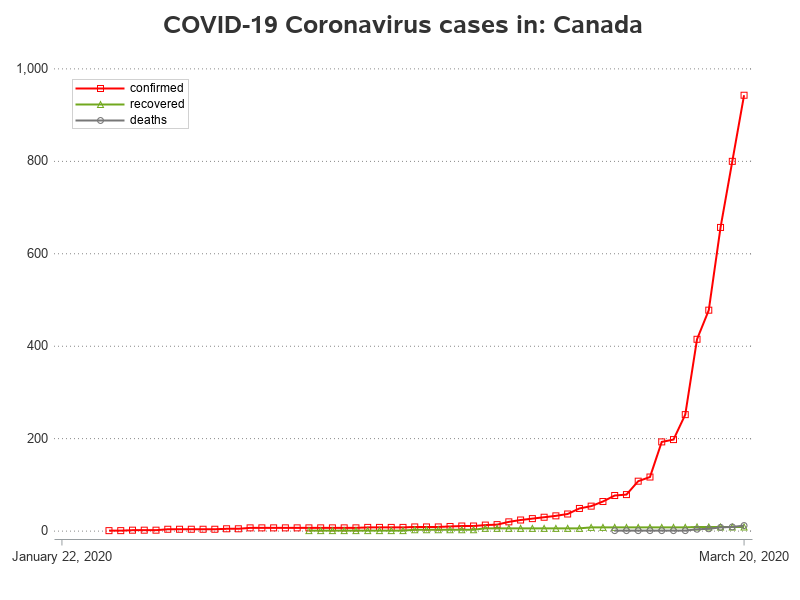 COVID-19 Coronavirus cases in: Canada
1,000
confirmed
recovered
deaths
800
600
400
200
0
January 22, 2020
March 20, 2020